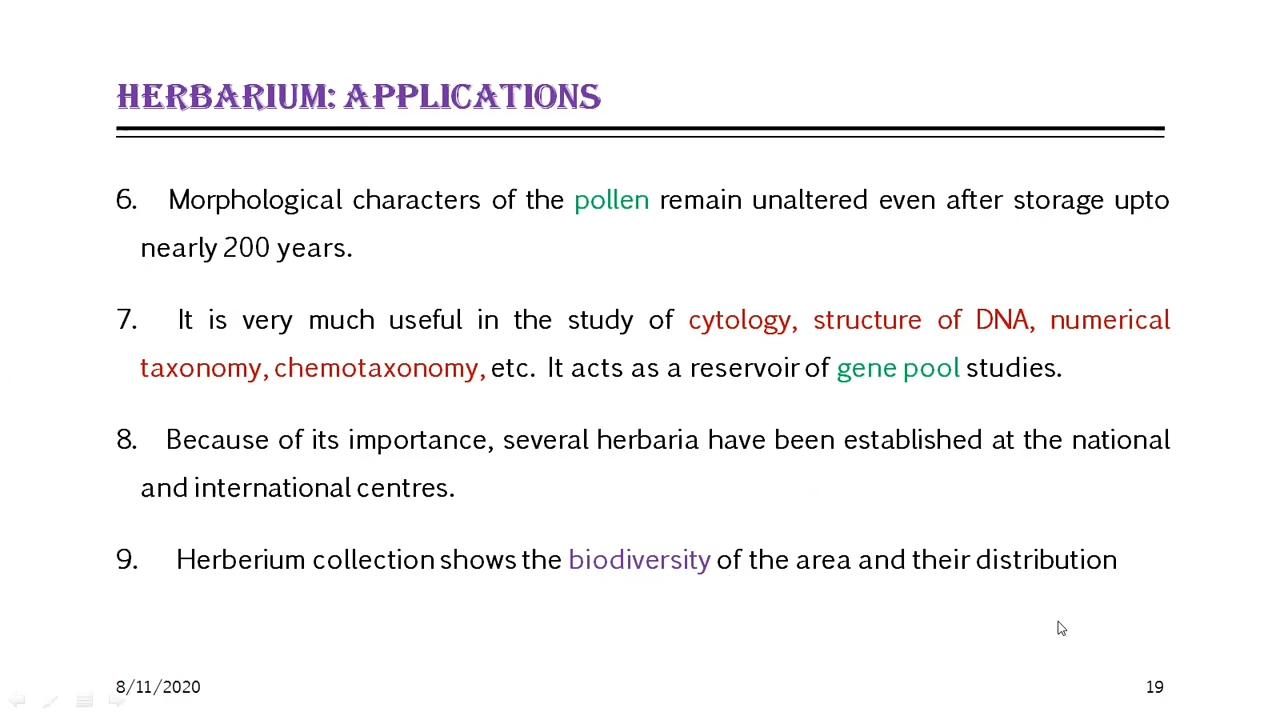 HERBARIUM: APPLICATIONS
6. Morphological characters of the pollen remain unaltered even after storage upto
nearly 200 years.
7. It is very much useful in the study of cytology, structure of DNA, numerical
taxonomy, chemotaxonomy, etc. It acts as a reservoir of gene pool studies.
8. Because of its importance, several herbaria have been established at the national
and international centres.
9. Herberium collection shows the biodiversity of the area and their distribution
8/11/2020
19